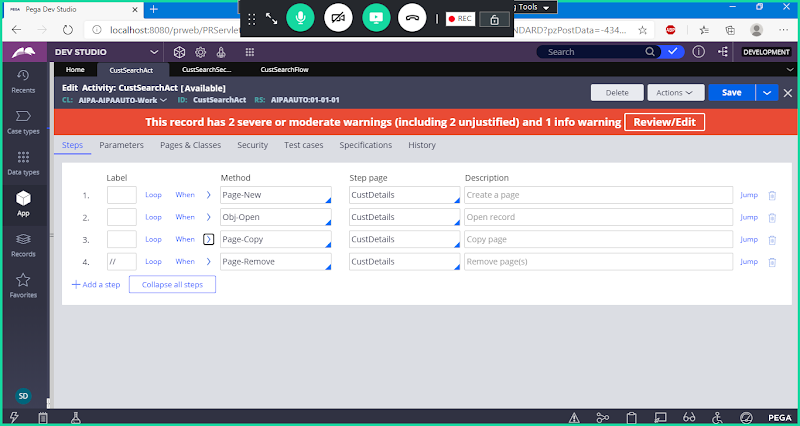 PEGA Pega Dev Studio
ng Tools
REC
localhost:8080/prweb/PRServlet
NDARD?pzPostData=-434...
DEV STUDIO
Search
DEVELOPMENT
Home CustSearchAct CustSearchSec... CustSearchFlow
Edit Activity: CustSearchAct [Available]
CL: AIPA-AIPAAUTO-Work ID: CustSearchAct RS: AIPAAUTO:01-01-01
Delete Actions Save
This record has 2 severe or moderate warnings (including 2 unjustified) and 1 info warning Review/Edit
Steps Parameters Pages & Classes Security Test cases Specifications History
Label Method Step page Description
1. Loop When Page-New CustDetails Create a page Jump
2. Loop When Obj-Open CustDetails Open record Jump
3. Loop When Page-Copy CustDetails Copy page Jump
4. // Loop When Page-Remove CustDetails Remove page(s) Jump
+ Add a step Collapse all steps
Recents
Case types
Data types
App
Records
Favorites
SD
PEGA